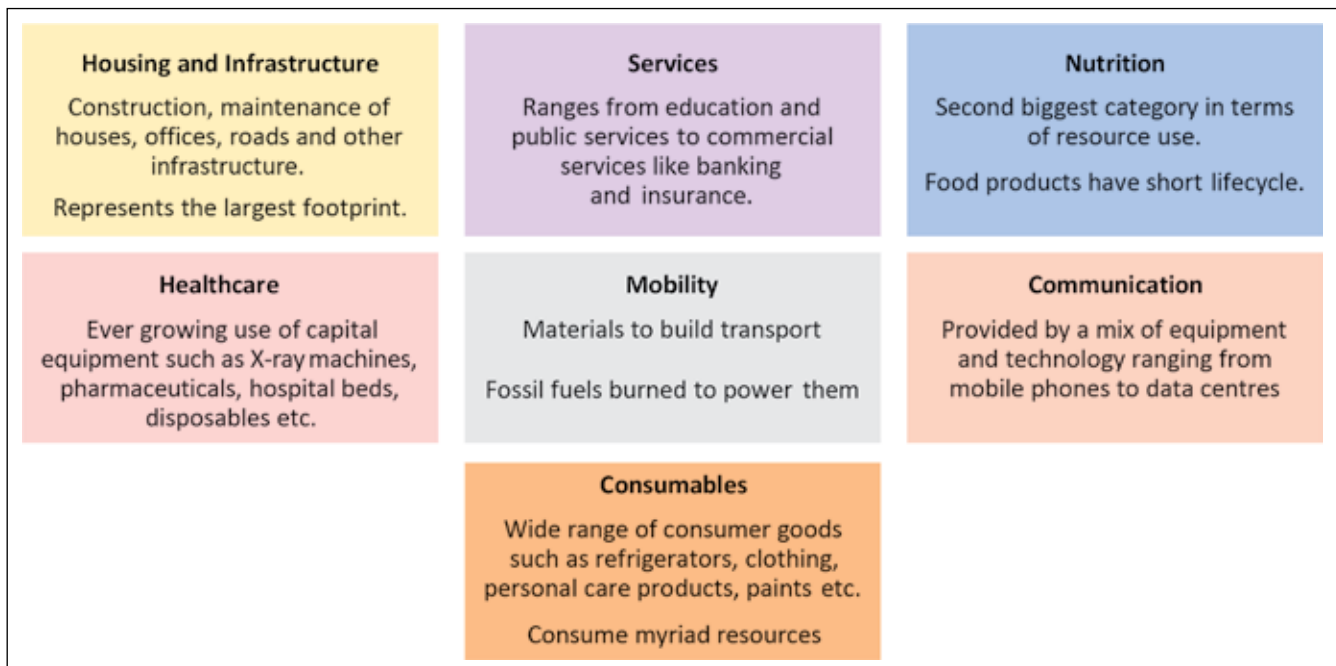 Housing and Infrastructure
Construction, maintenance of
houses, offices, roads and other
infrastructure.
Represents the largest footprint.
Services
Ranges from education and
public services to commercial
services like banking
and insurance.
Nutrition
Second biggest category in terms
of resource use.
Food products have short lifecycle.
Healthcare
Ever growing use of capital
equipment such as X-ray machines,
pharmaceuticals, hospital beds,
disposables etc.
Mobility
Materials to build transport
Fossil fuels burned to power them
Communication
Provided by a mix of equipment
and technology ranging from
mobile phones to data centres
Consumables
Wide range of consumer goods
such as refrigerators, clothing,
personal care products, paints etc.
Consume myriad resources